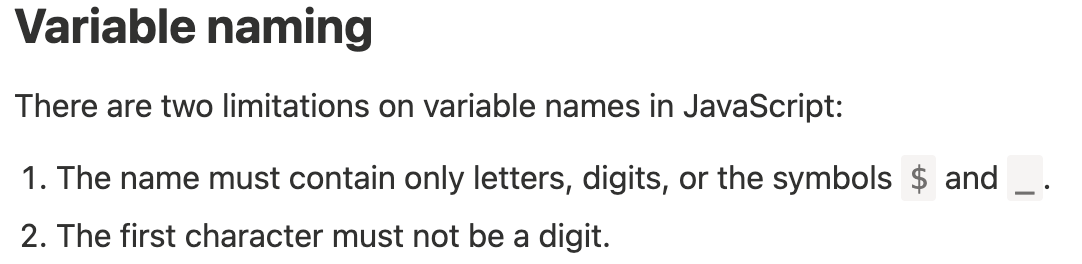 Variable naming
There are two limitations on variable names in JavaScript:
1. The name must contain only letters, digits, or the symbols $ and _.
2. The first character must not be a digit.